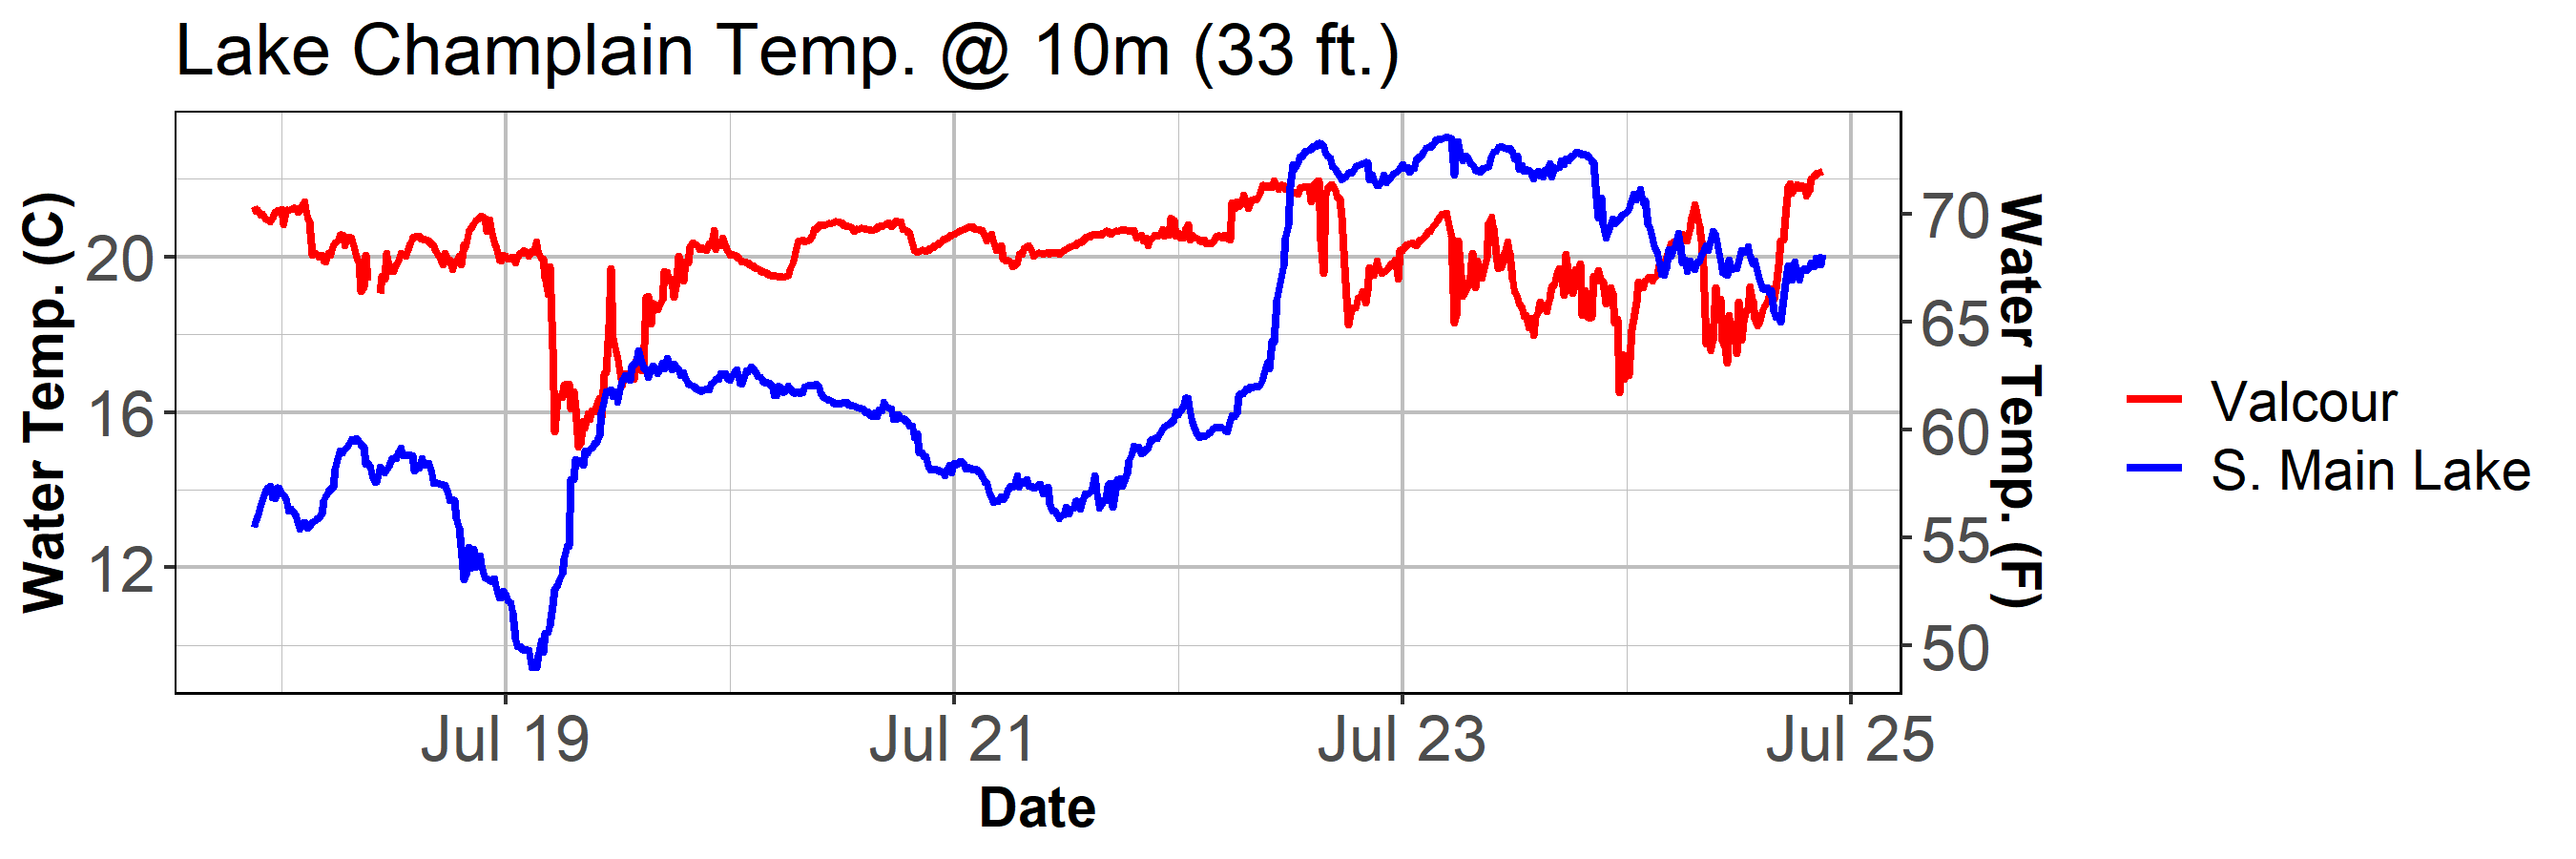 Lake Champlain Temp. @ 10m (33 ft.)
Water Temp. (C)
20
16
12
70
65
60
55
50
Water Temp. (F)
Jul 19
Jul 21
Jul 23
Jul 25
Date
Valcour
S. Main Lake